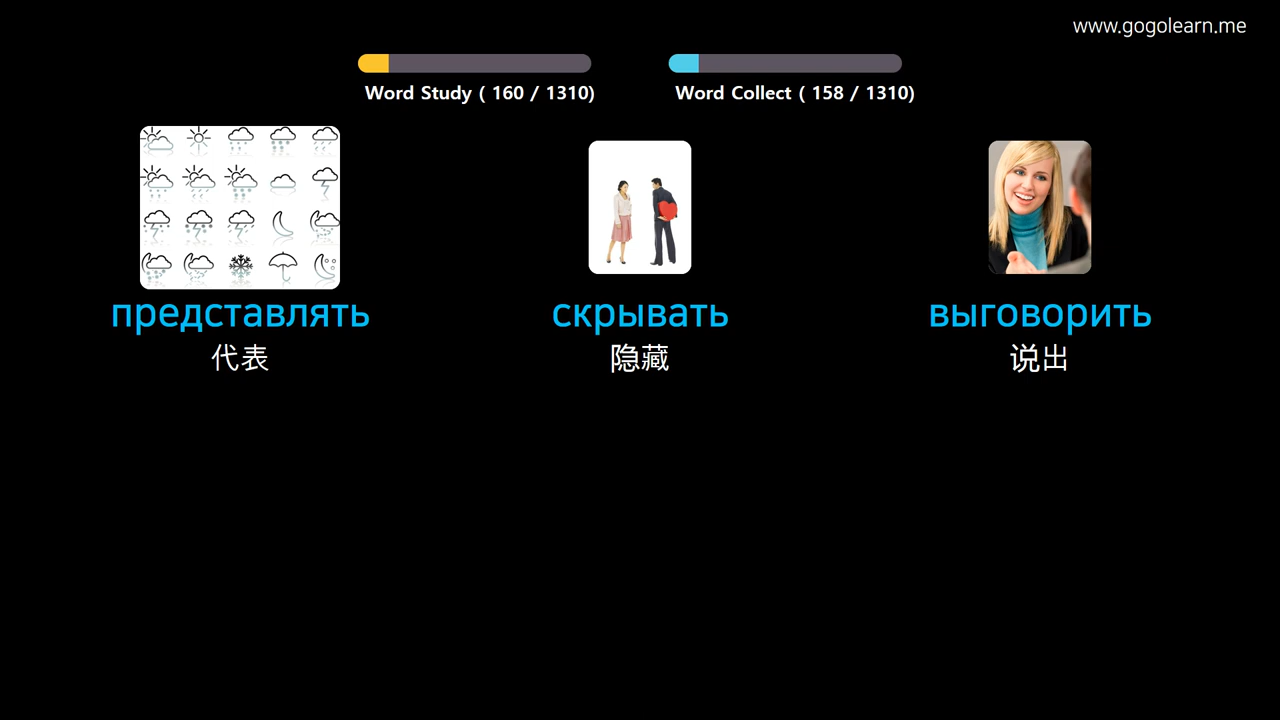 www.gogolearn.me
Word Study ( 160 / 1310)
Word Collect ( 158 / 1310)
представлять
скрывать
выговорить
代表
隐藏
说出